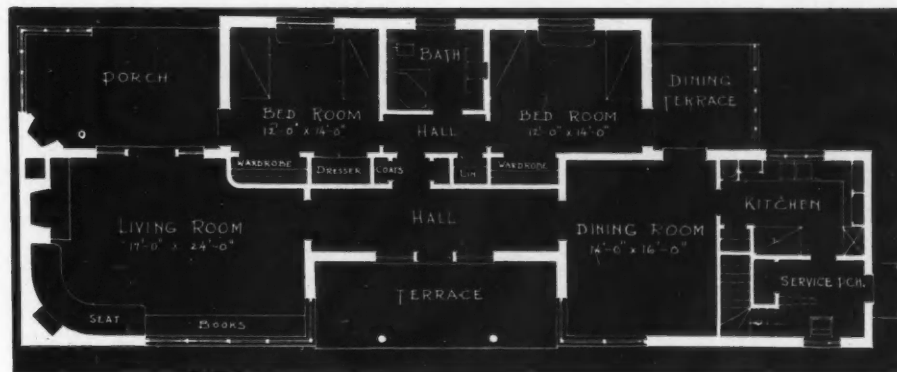 PORCH
BATH
BED ROOM
12'-0" x 14'-0"
BED ROOM
12'-0" x 14'-0"
DINING
TERRACE
HALL
WARDROBE
DRESSER
COATS
LIN
WARDROBE
LIVING ROOM
17'-0" x 24'-0"
HALL
DINING ROOM
14'-0" x 16'-0"
KITCHEN
SERVICE PCH.
TERRACE
SEAT
BOOKS